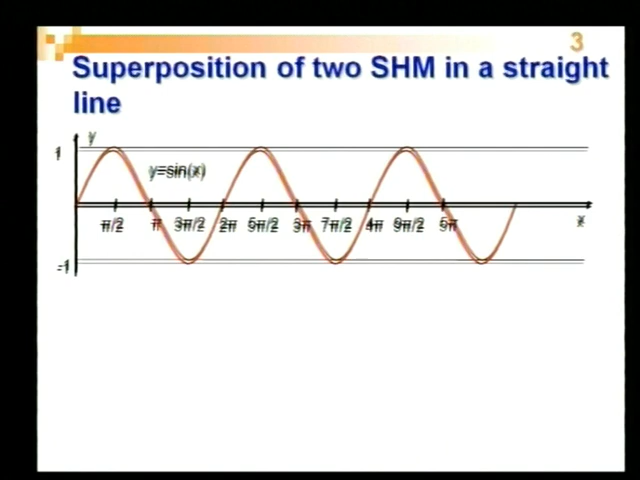 3
Superposition of two SHM in a straight
line
y
1
y=sin(x)
π/2 π 3π/2 2π 5π/2 3π 7π/2 4π 9π/2 5π x
-1